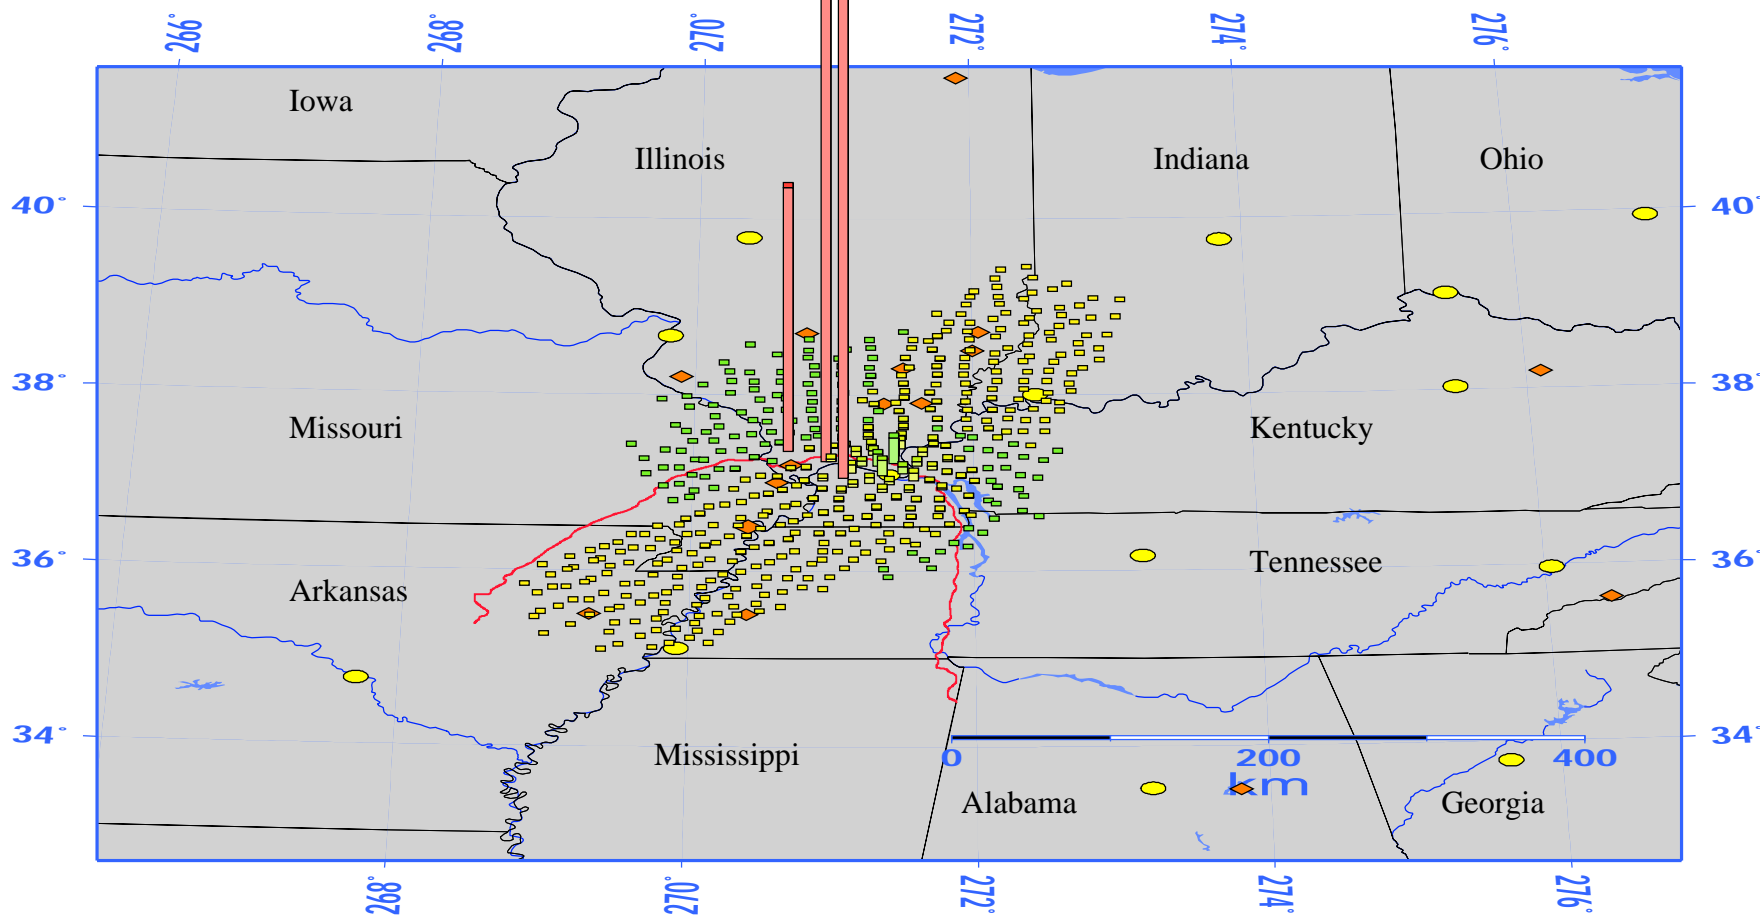 266°
268°
270°
272°
274°
276°
Iowa
Illinois
Indiana
Ohio
40°
40°
38°
38°
Missouri
Kentucky
36°
36°
Arkansas
Tennessee
34°
34°
Mississippi
0
200
400
km
Alabama
Georgia
268°
270°
272°
274°
276°